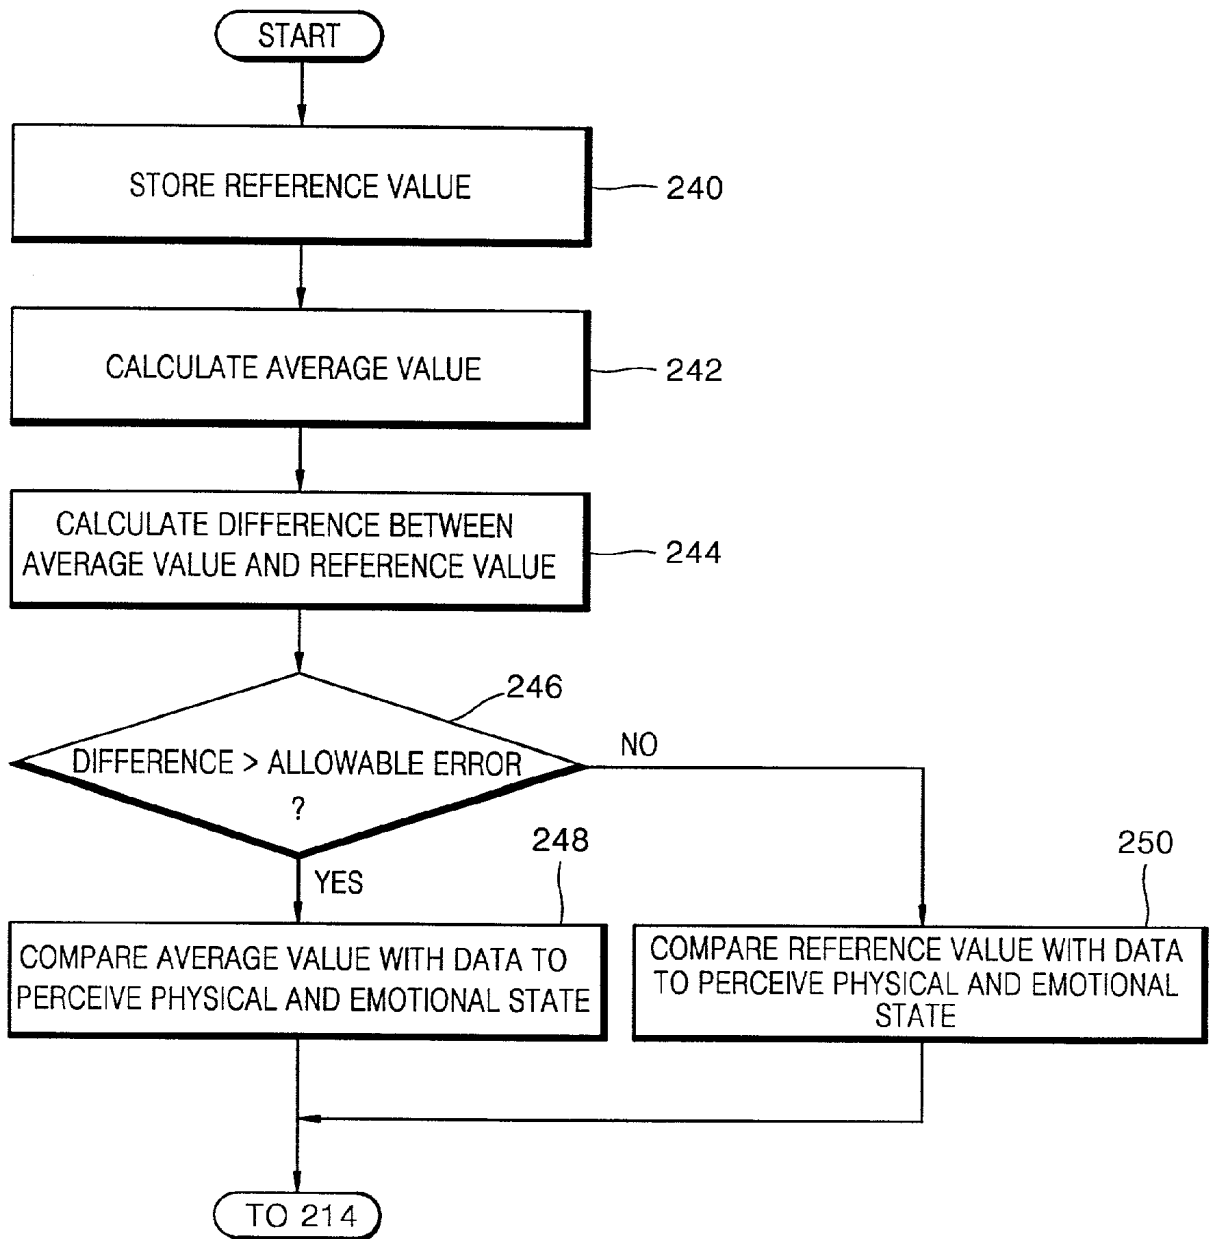 START
STORE REFERENCE VALUE
240
CALCULATE AVERAGE VALUE
242
CALCULATE DIFFERENCE BETWEEN
AVERAGE VALUE AND REFERENCE VALUE
244
246
DIFFERENCE > ALLOWABLE ERROR
?
NO
YES
248
COMPARE AVERAGE VALUE WITH DATA TO
PERCEIVE PHYSICAL AND EMOTIONAL STATE
250
COMPARE REFERENCE VALUE WITH DATA
TO PERCEIVE PHYSICAL AND EMOTIONAL
STATE
TO 214